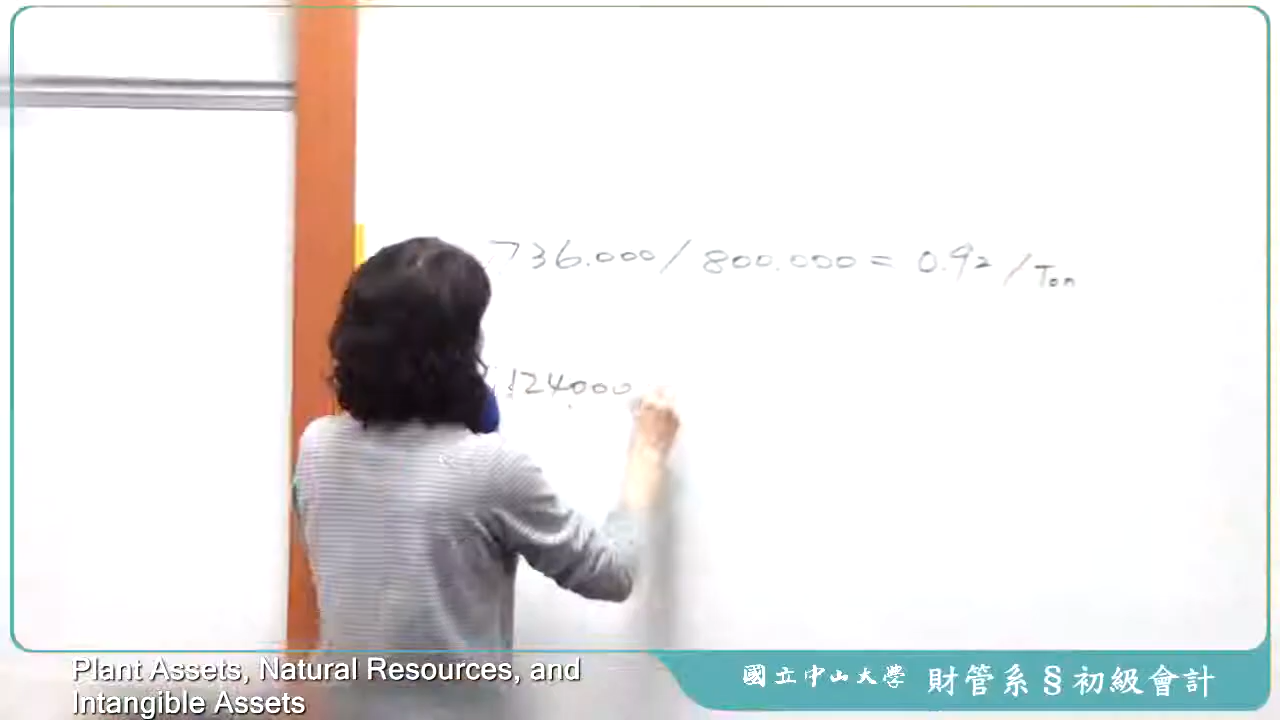 736.000/800.000 = 0.92/Ton
124000
Plant Assets, Natural Resources, and
Intangible Assets
國立中山大學 財管系§初級會計